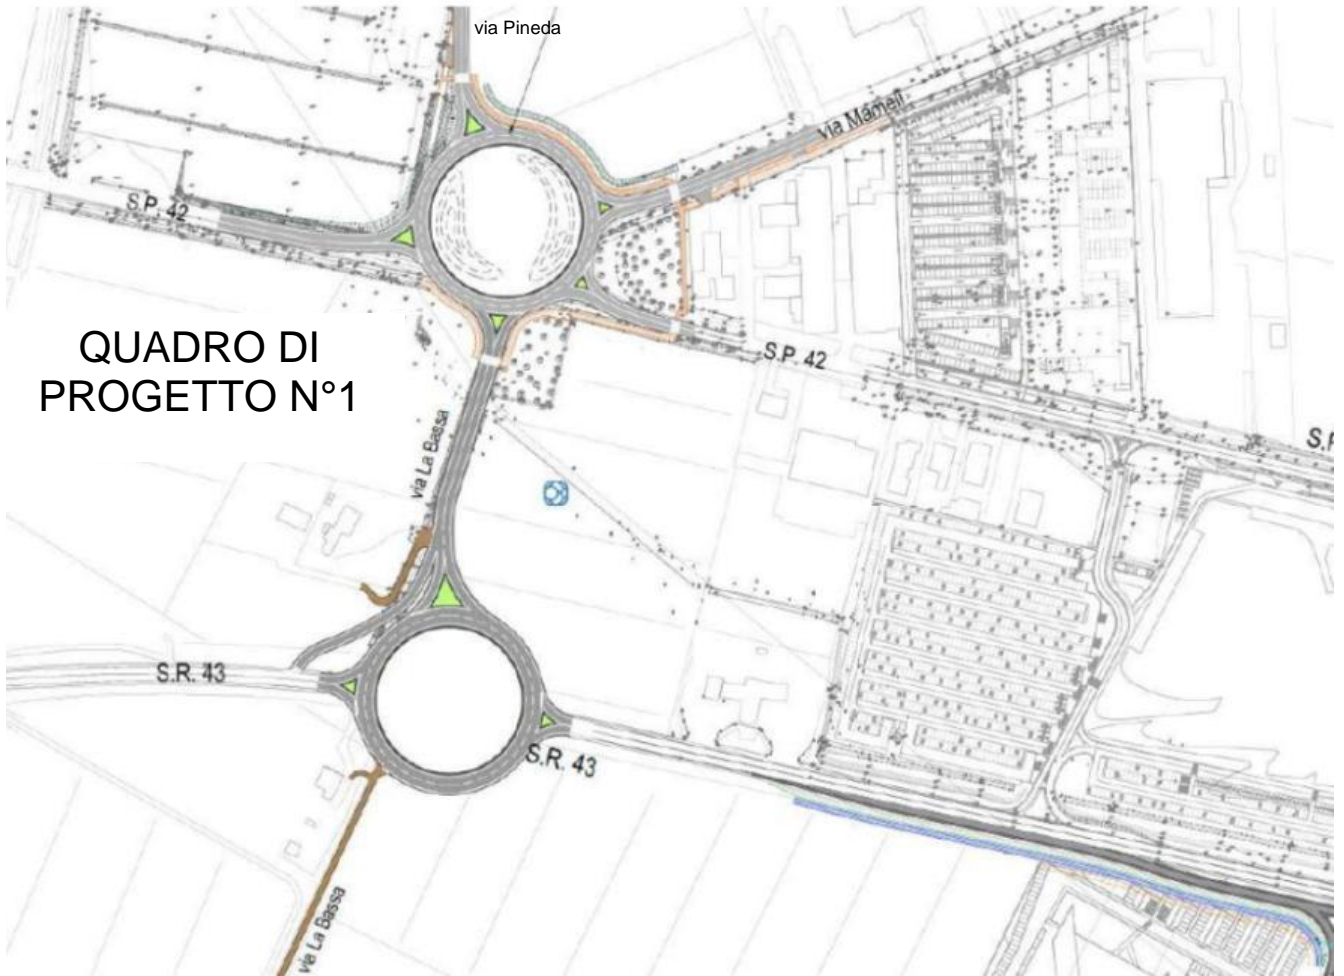 via Pineda
via Mameli
S.P. 42
QUADRO DI
PROGETTO N°1
S.P. 42
via La Bassa
S.R. 43
S.R. 43
via La Bassa